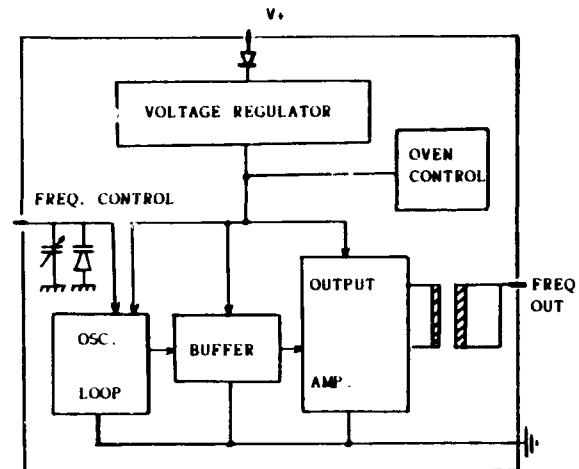 V+
VOLTAGE REGULATOR
OVEN
CONTROL
FREQ. CONTROL
OUTPUT
AMP.
FREQ
OUT
OSC.
LOOP
BUFFER